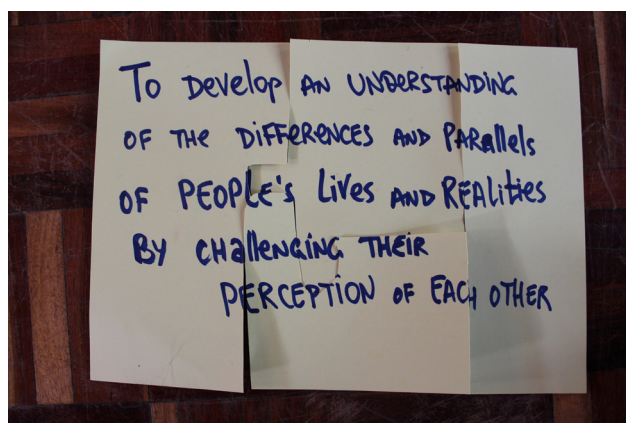 To Develop AN UNDERSTANDING
OF THE DIFFERENCES AND PARAllels
OF PEOPLE's Lives AND REALities
BY CHAllENGING THEIR
PERCEPTION OF EACH OTHER